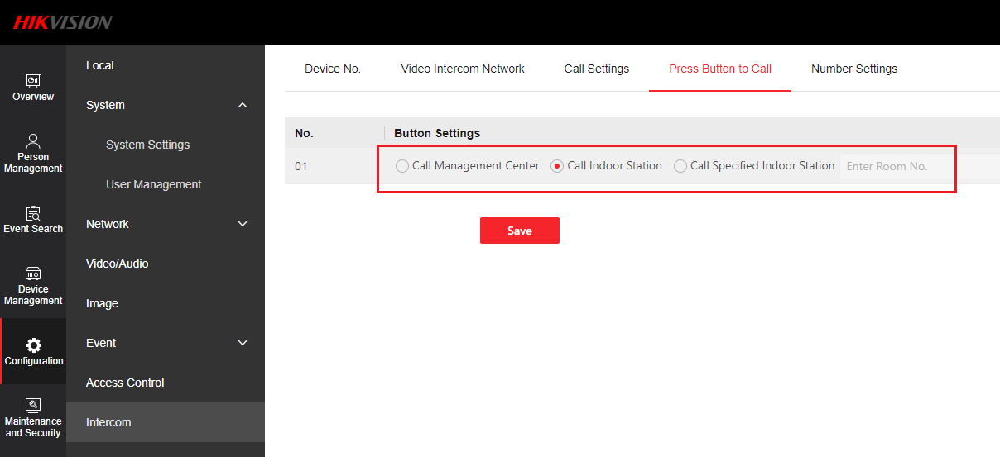 HIKVISION
Overview
Person
Management
Event Search
Device
Management
Configuration
Maintenance
and Security
Local
System
System Settings
User Management
Network
Video/Audio
Image
Event
Access Control
Intercom
Device No. Video Intercom Network Call Settings Press Button to Call Number Settings
No. Button Settings
01 Call Management Center Call Indoor Station Call Specified Indoor Station Enter Room No.
Save